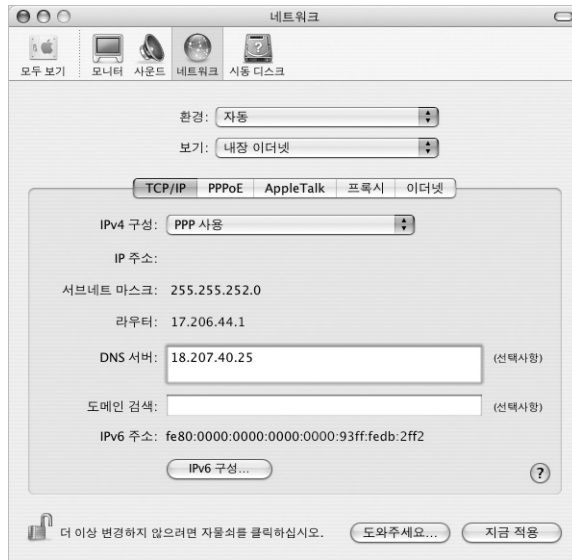 네트워크
모두 보기 모니터 사운드 네트워크 시동 디스크
환경: 자동
보기: 내장 이더넷
TCP/IP PPPoE AppleTalk 프록시 이더넷
IPv4 구성: PPP 사용
IP 주소:
서브네트 마스크: 255.255.252.0
라우터: 17.206.44.1
DNS 서버: 18.207.40.25 (선택사항)
도메인 검색: (선택사항)
IPv6 주소: fe80:0000:0000:0000:0000:93ff:fedb:2ff2
IPv6 구성... ?
더 이상 변경하지 않으려면 자물쇠를 클릭하십시오. 도와주세요... 지금 적용